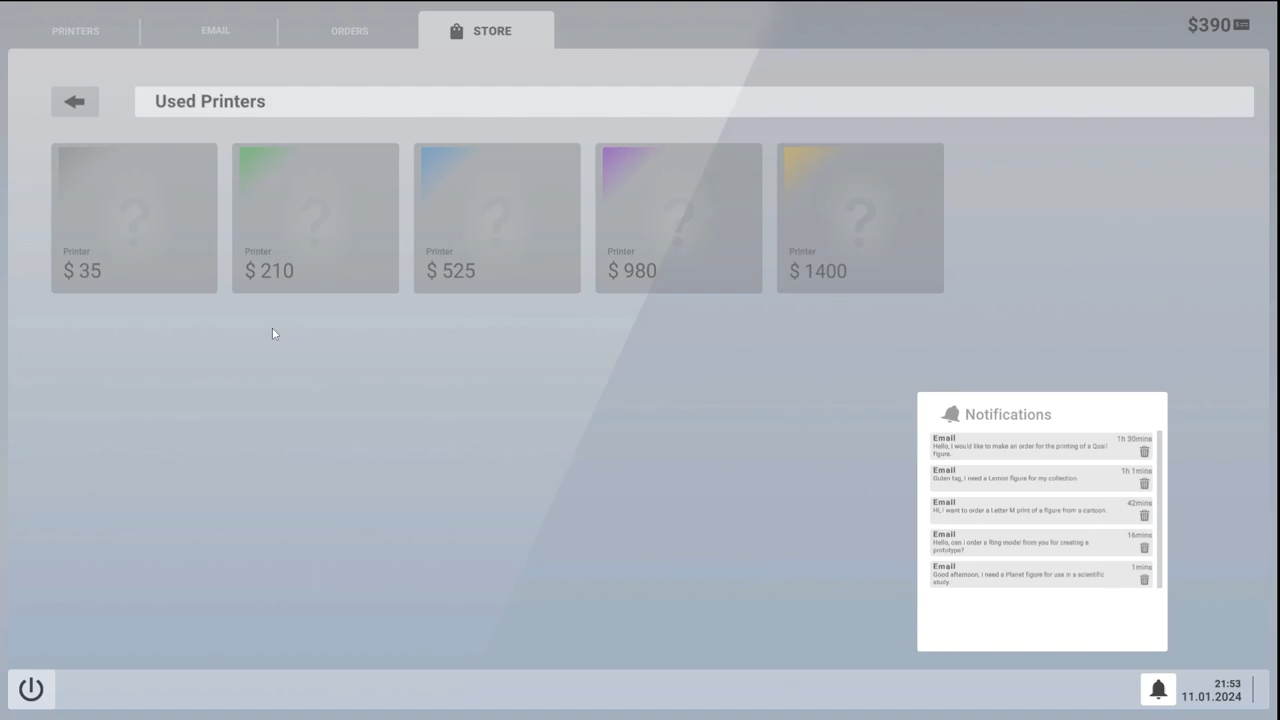 PRINTERS
EMAIL
ORDERS
STORE
$390
Used Printers
Printer
$ 35
Printer
$ 210
Printer
$ 525
Printer
$ 980
Printer
$ 1400
Notifications
Email
1h 30mins
Hello, I would like to make an order for the printing of a Quail
figure.
Email
1h 1mins
Guten tag, I need a Lemon figure for my collection
Email
42mins
Hi, I want to order a Letter M print of a figure from a cartoon.
Email
16mins
Hello, can I order a Ring model from you for creating a
prototype?
Email
1mins
Good afternoon, I need a Planet figure for use in a scientific
study.
21:53
11.01.2024